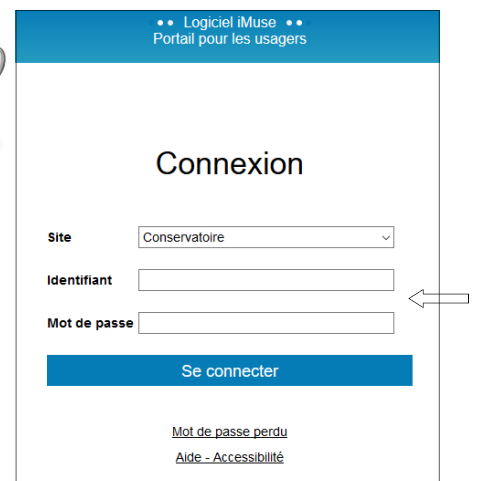 Logiciel iMuse
Portail pour les usagers
Connexion
Site Conservatoire
Identifiant
Mot de passe
Se connecter
Mot de passe perdu
Aide - Accessibilité